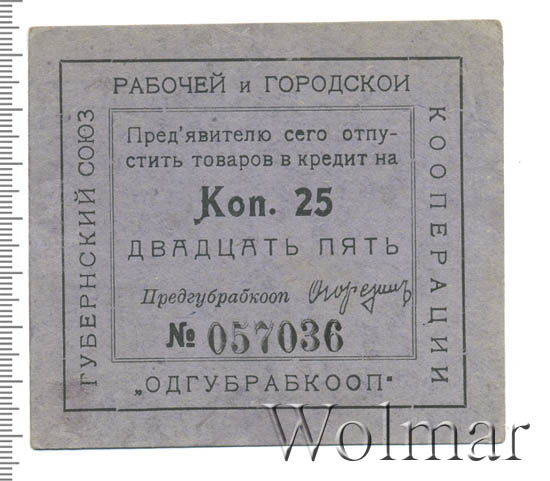 ГУБЕРНСКИЙ СОЮЗ
РАБОЧЕЙ и ГОРОДСКОИ
КООПЕРАЦИИ
Пред'явителю сего отпу-
стить товаров в кредит на
Коп. 25
ДВАДЦАТЬ ПЯТЬ
Предгубрабкооп
№ 057036
„ОДГУБРАБКООП"
Wolmar